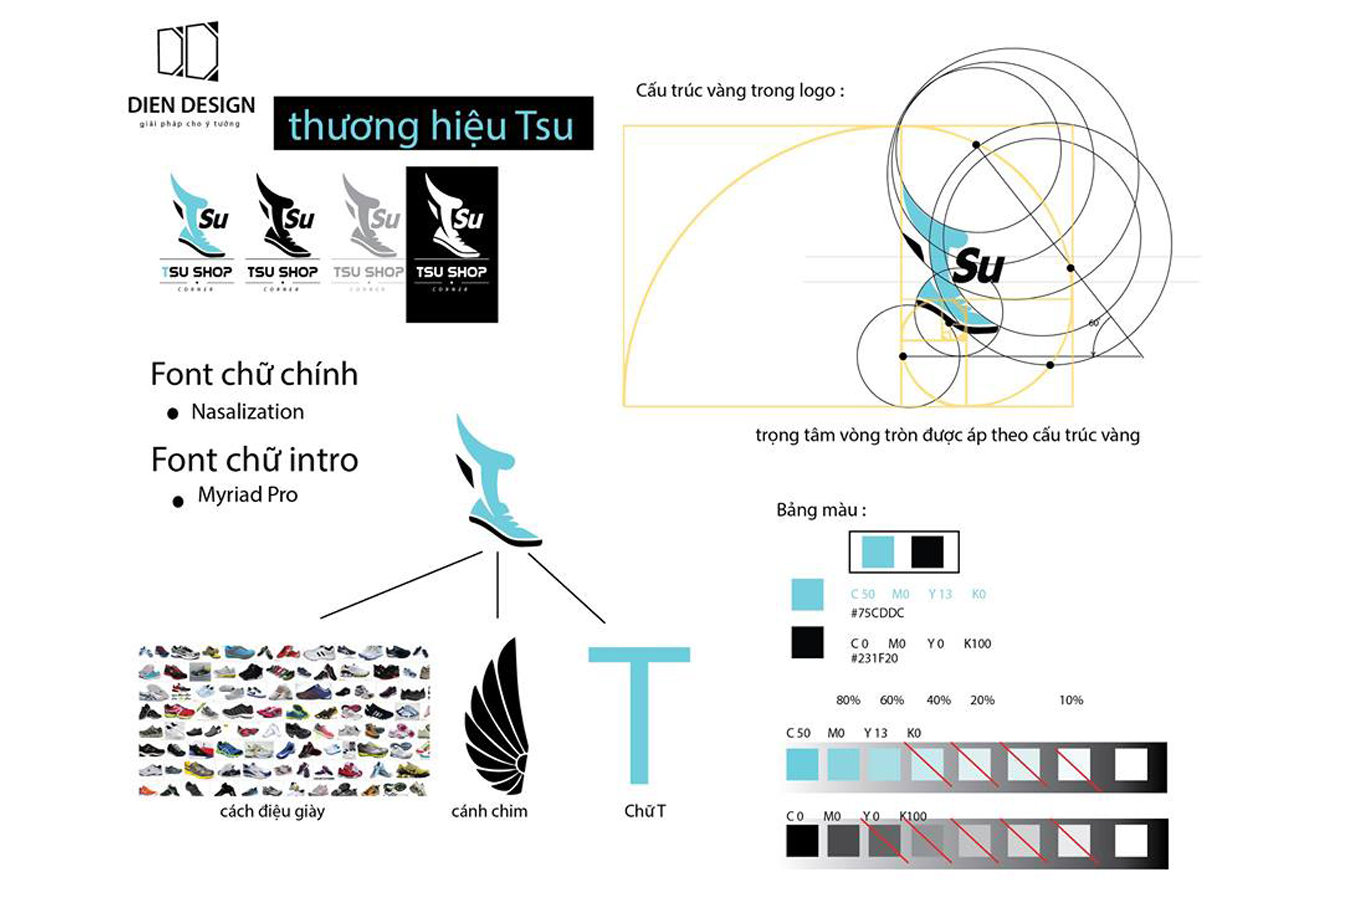 DIEN DESIGN
giải pháp cho ý tưởng
thương hiệu Tsu
Su
TSU SHOP
CORNER
Su
TSU SHOP
CORNER
Su
TSU SHOP
CORNER
Su
TSU SHOP
CORNER
Cấu trúc vàng trong logo :
Su
60
trọng tâm vòng tròn được áp theo cấu trúc vàng
Font chữ chính
Nasalization
Font chữ intro
Myriad Pro
cách điệu giày
cánh chim
T
Chữ T
Bảng màu :
C 50 M0 Y 13 K0
#75CDDC
C 0 M0 Y 0 K100
#231F20
80% 60% 40% 20% 10%
C 50 M0 Y 13 K0
C 0 M0 Y 0 K100